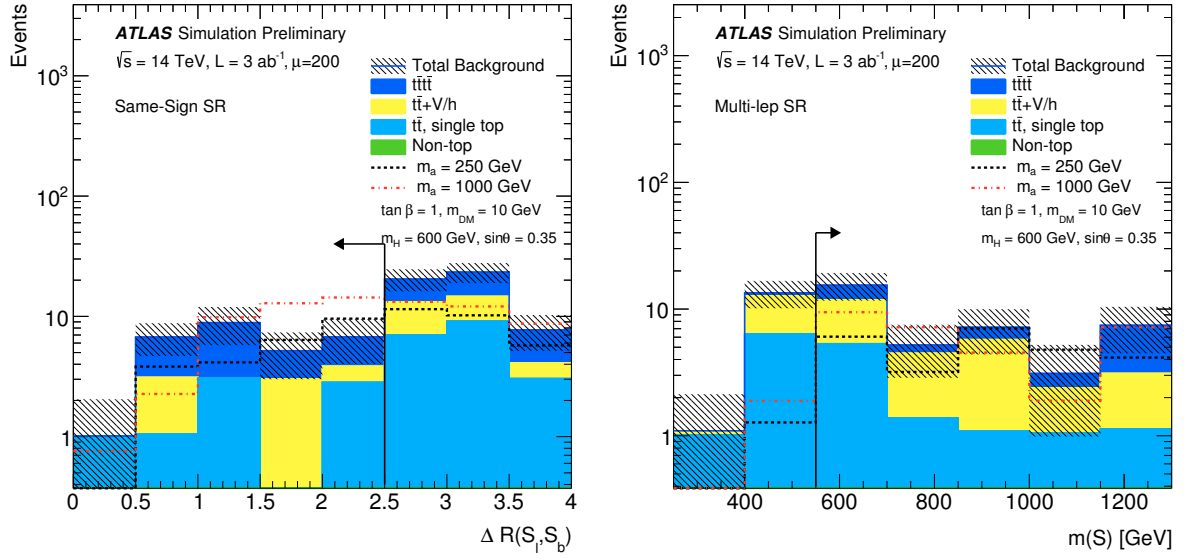 Events
ATLAS Simulation Preliminary
√s = 14 TeV, L = 3 ab⁻¹, μ=200
Same-Sign SR
Total Background
tt̄tt̄
tt̄+V/h
tt̄, single top
Non-top
m_a = 250 GeV
m_a = 1000 GeV
tan β = 1, m_DM = 10 GeV
m_H = 600 GeV, sinθ = 0.35
10³
10²
10
1
0 0.5 1 1.5 2 2.5 3 3.5 4
Δ R(S_l,S_b)
Events
ATLAS Simulation Preliminary
√s = 14 TeV, L = 3 ab⁻¹, μ=200
Multi-lep SR
Total Background
tt̄tt̄
tt̄+V/h
tt̄, single top
Non-top
m_a = 250 GeV
m_a = 1000 GeV
tan β = 1, m_DM = 10 GeV
m_H = 600 GeV, sinθ = 0.35
10³
10²
10
1
400 600 800 1000 1200
m(S) [GeV]